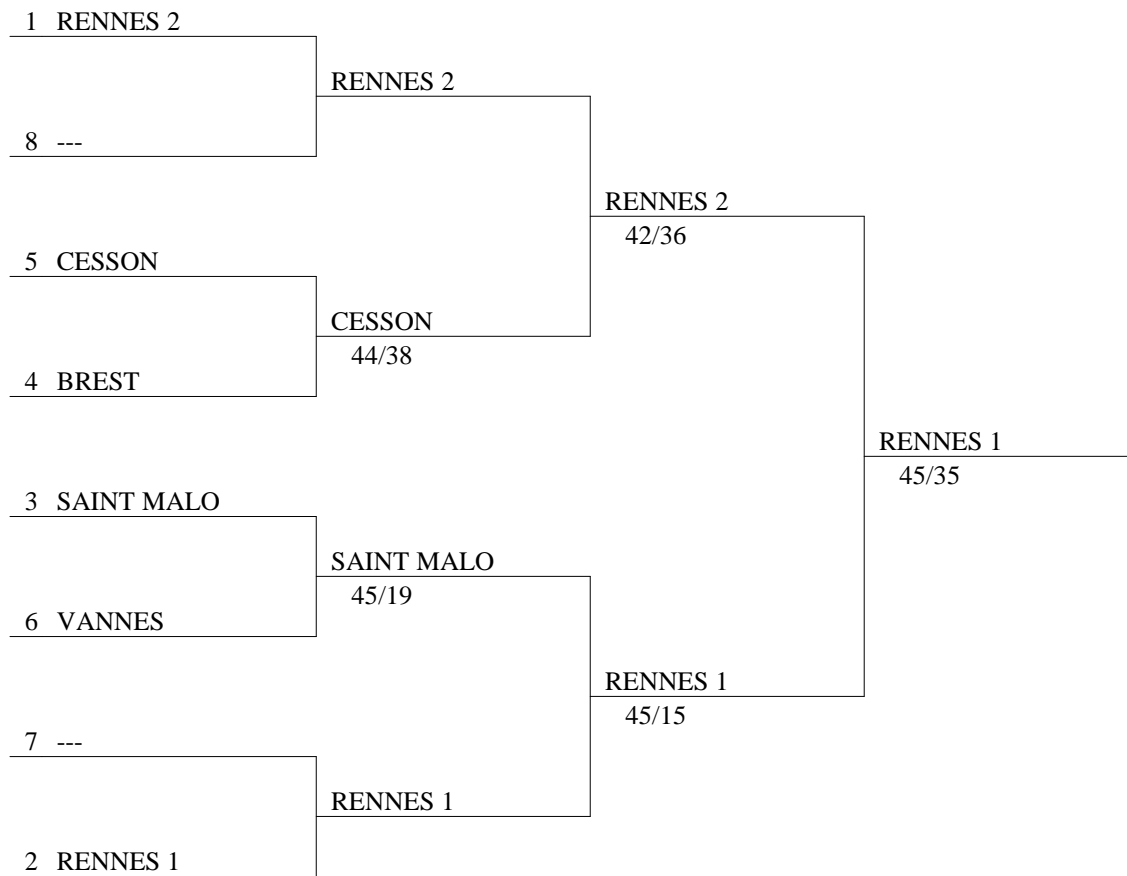 1 RENNES 2
RENNES 2
8 ---
RENNES 2
42/36
5 CESSON
CESSON
44/38
4 BREST
RENNES 1
45/35
3 SAINT MALO
SAINT MALO
45/19
6 VANNES
RENNES 1
45/15
7 ---
RENNES 1
2 RENNES 1